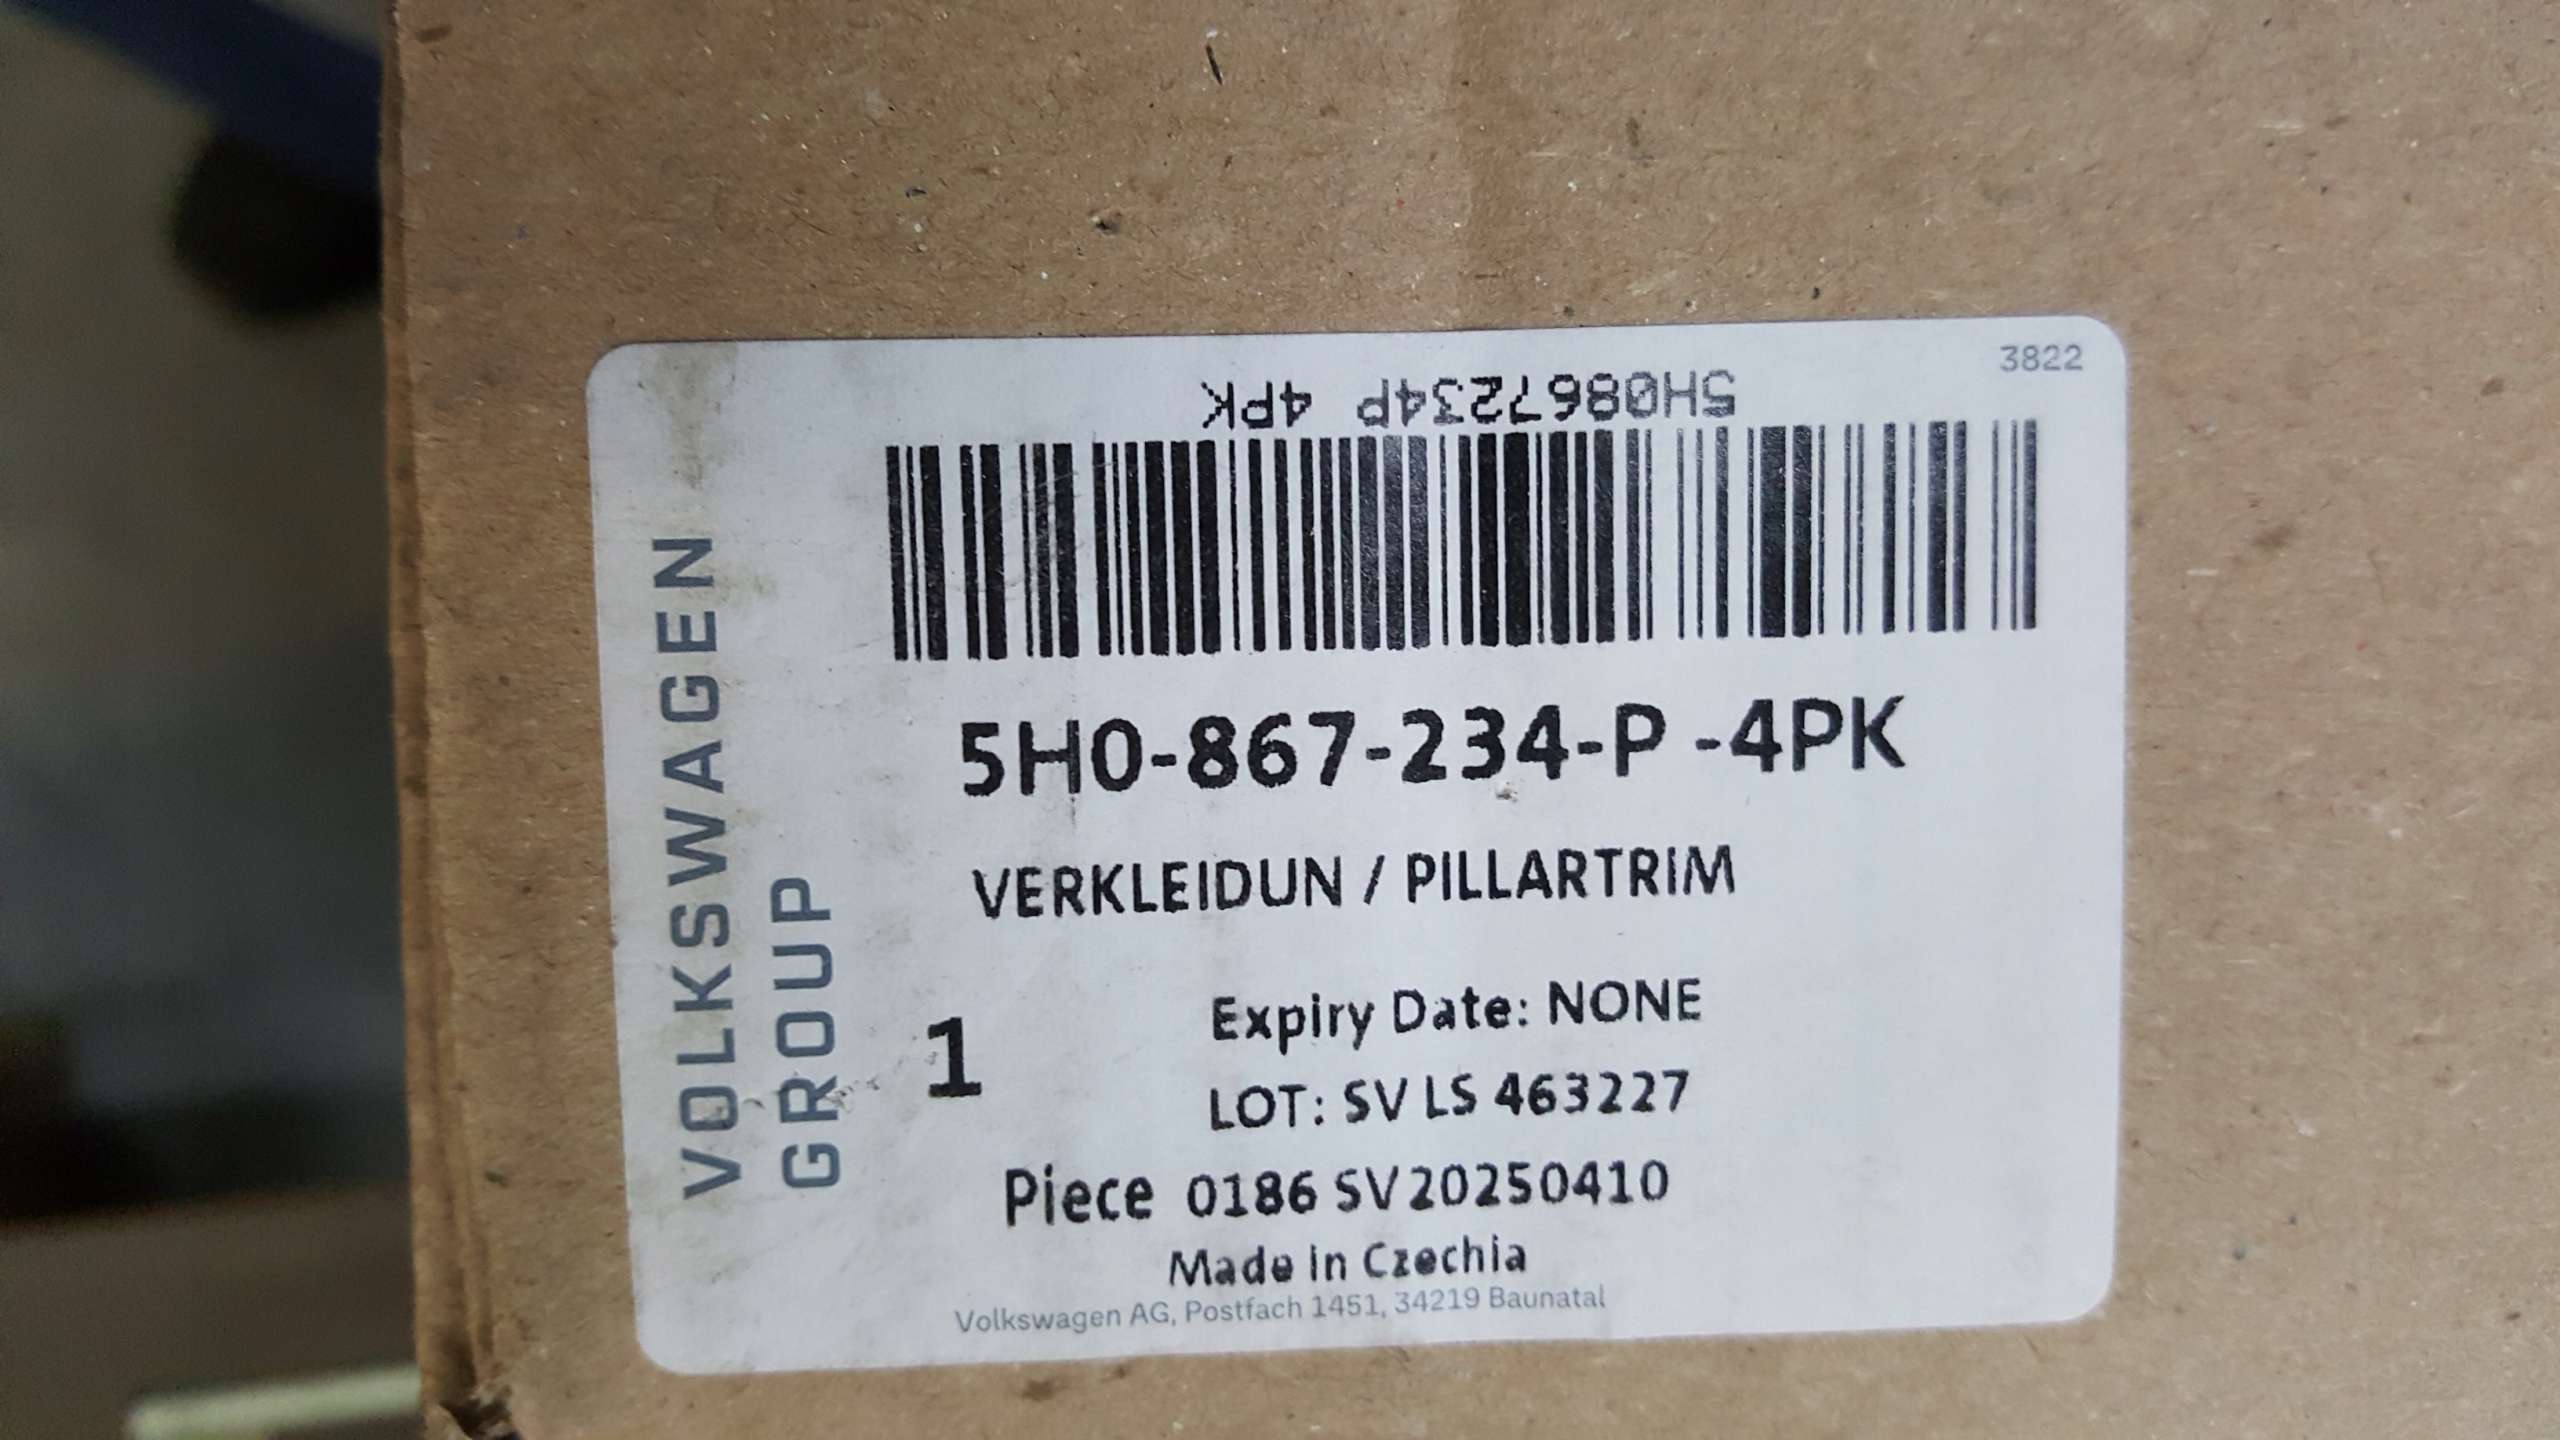 3822
5H0867234P 4PK
5H0-867-234-P -4PK
VERKLEIDUN / PILLARTRIM
Expiry Date: NONE
1
LOT: SV LS 463227
Piece 0186 SV20250410
Made in Czechia
Volkswagen AG, Postfach 1451, 34219 Baunatal
VOLKSWAGEN
GROUP